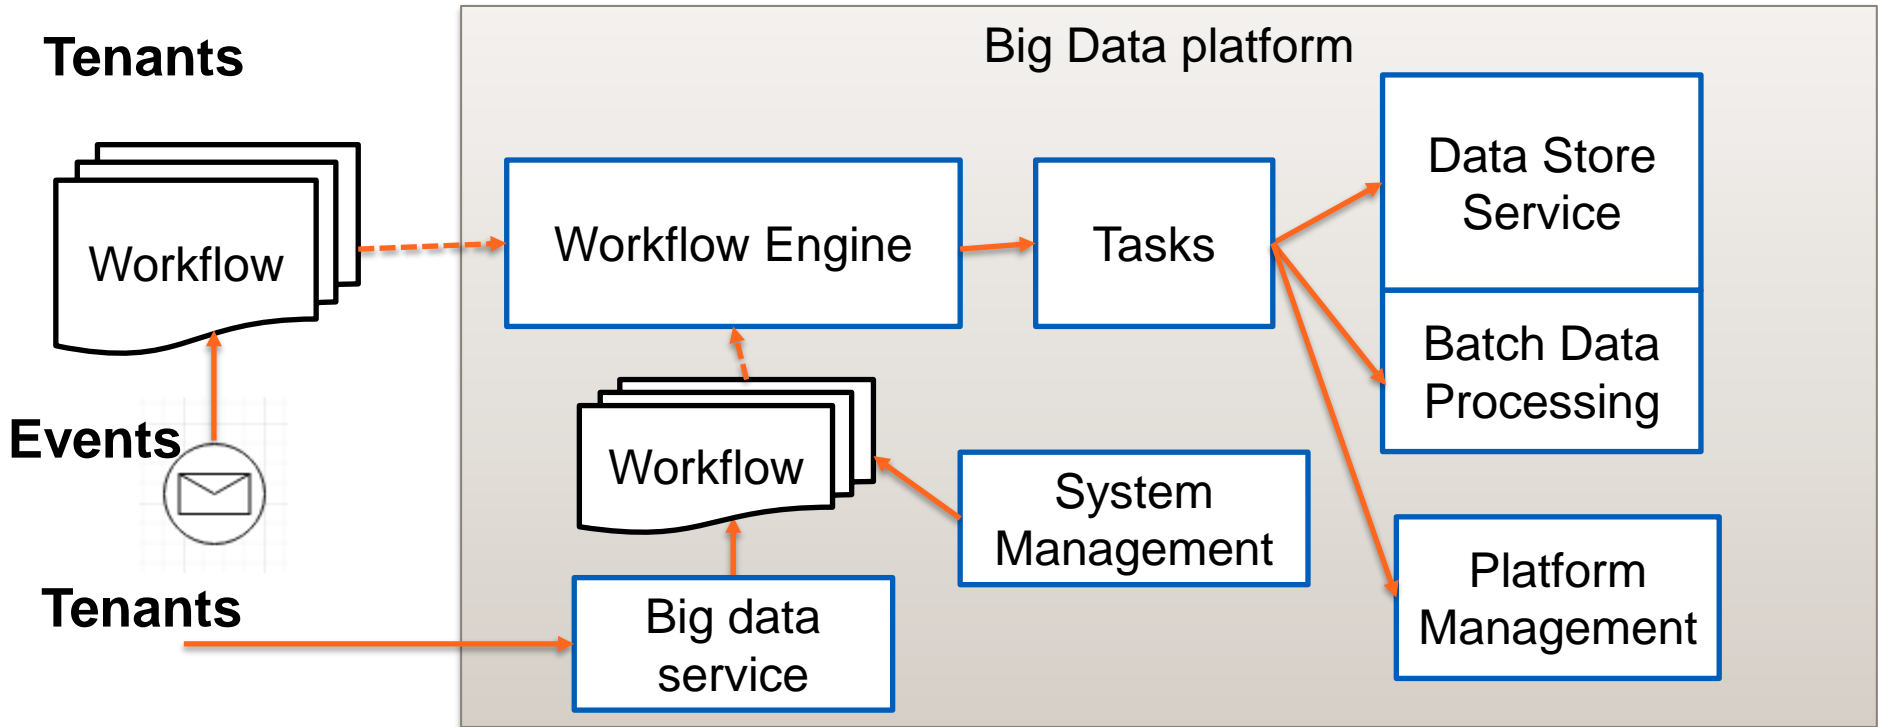 Big Data platform
Tenants
Workflow
Workflow Engine
Tasks
Data Store
Service
Batch Data
Processing
Events
Workflow
System
Management
Platform
Management
Tenants
Big data
service